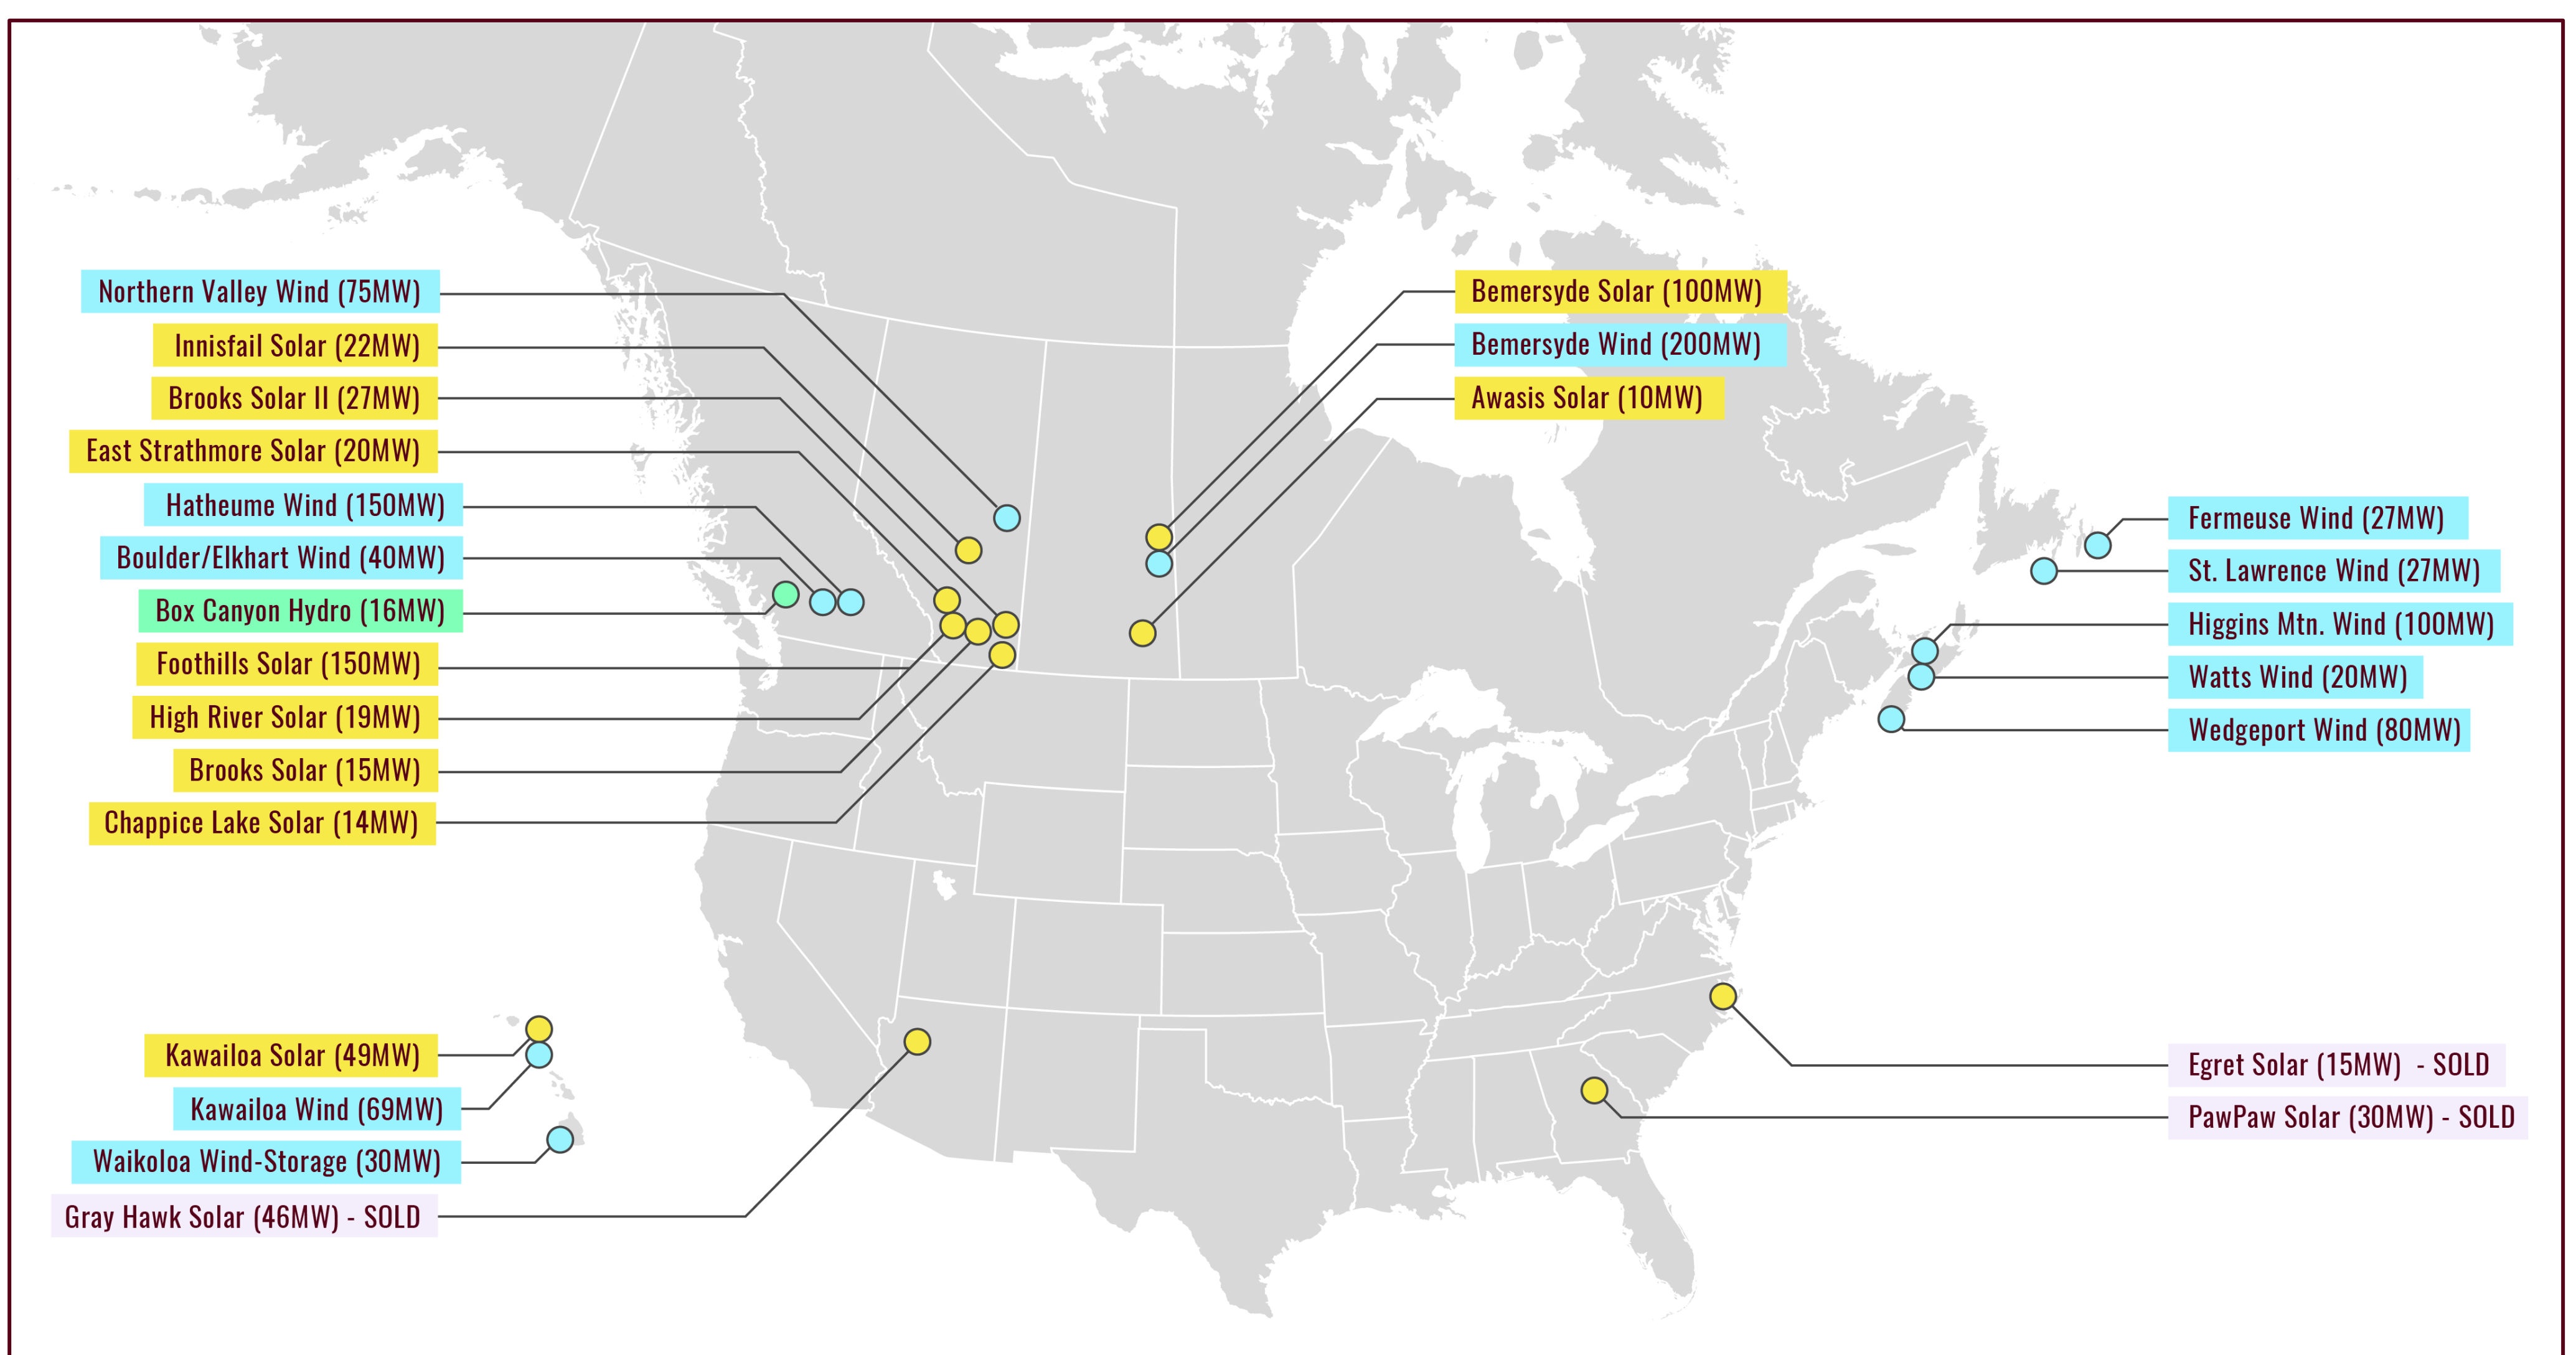 Northern Valley Wind (75MW)
Innisfail Solar (22MW)
Brooks Solar II (27MW)
East Strathmore Solar (20MW)
Hatheume Wind (150MW)
Boulder/Elkhart Wind (40MW)
Box Canyon Hydro (16MW)
Foothills Solar (150MW)
High River Solar (19MW)
Brooks Solar (15MW)
Chappice Lake Solar (14MW)
Kawailoa Solar (49MW)
Kawailoa Wind (69MW)
Waikoloa Wind-Storage (30MW)
Gray Hawk Solar (46MW) - SOLD
Bemersyde Solar (100MW)
Bemersyde Wind (200MW)
Awasis Solar (10MW)
Fermeuse Wind (27MW)
St. Lawrence Wind (27MW)
Higgins Mtn. Wind (100MW)
Watts Wind (20MW)
Wedgeport Wind (80MW)
Egret Solar (15MW) - SOLD
PawPaw Solar (30MW) - SOLD